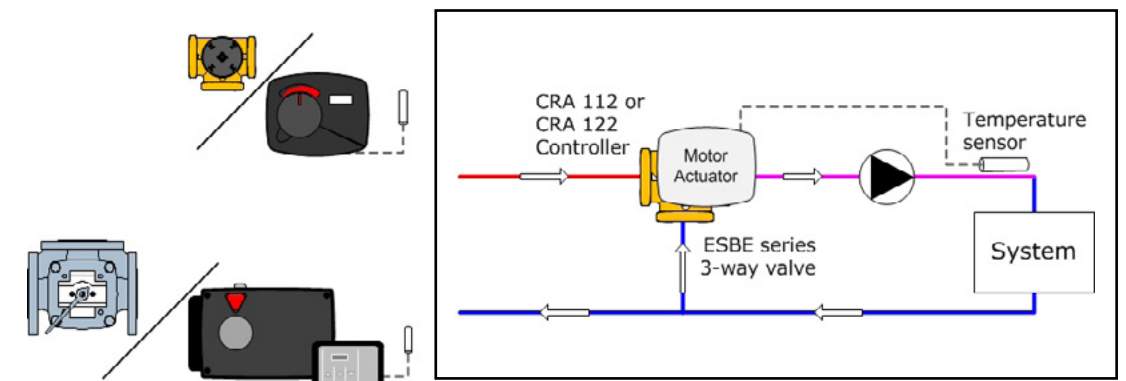 CRA 112 or
CRA 122
Controller
Motor
Actuator
Temperature
sensor
ESBE series
3-way valve
System